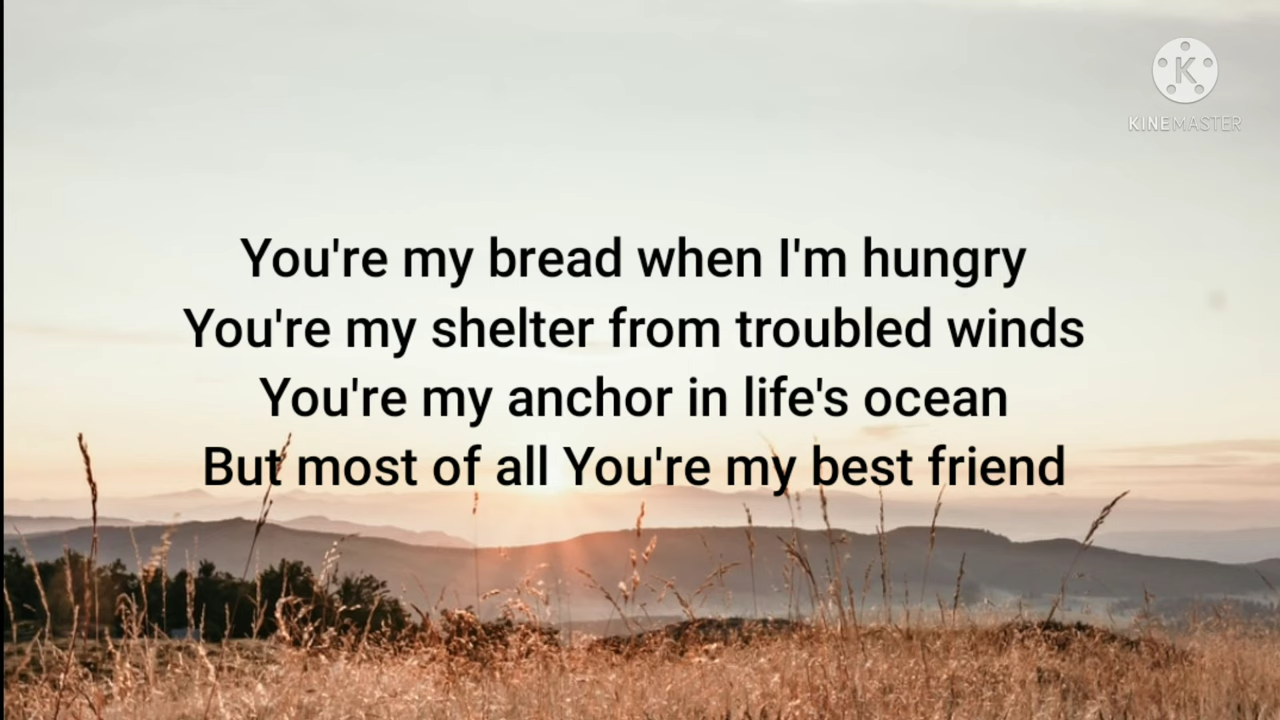 KINEMASTER
You're my bread when I'm hungry
You're my shelter from troubled winds
You're my anchor in life's ocean
But most of all You're my best friend